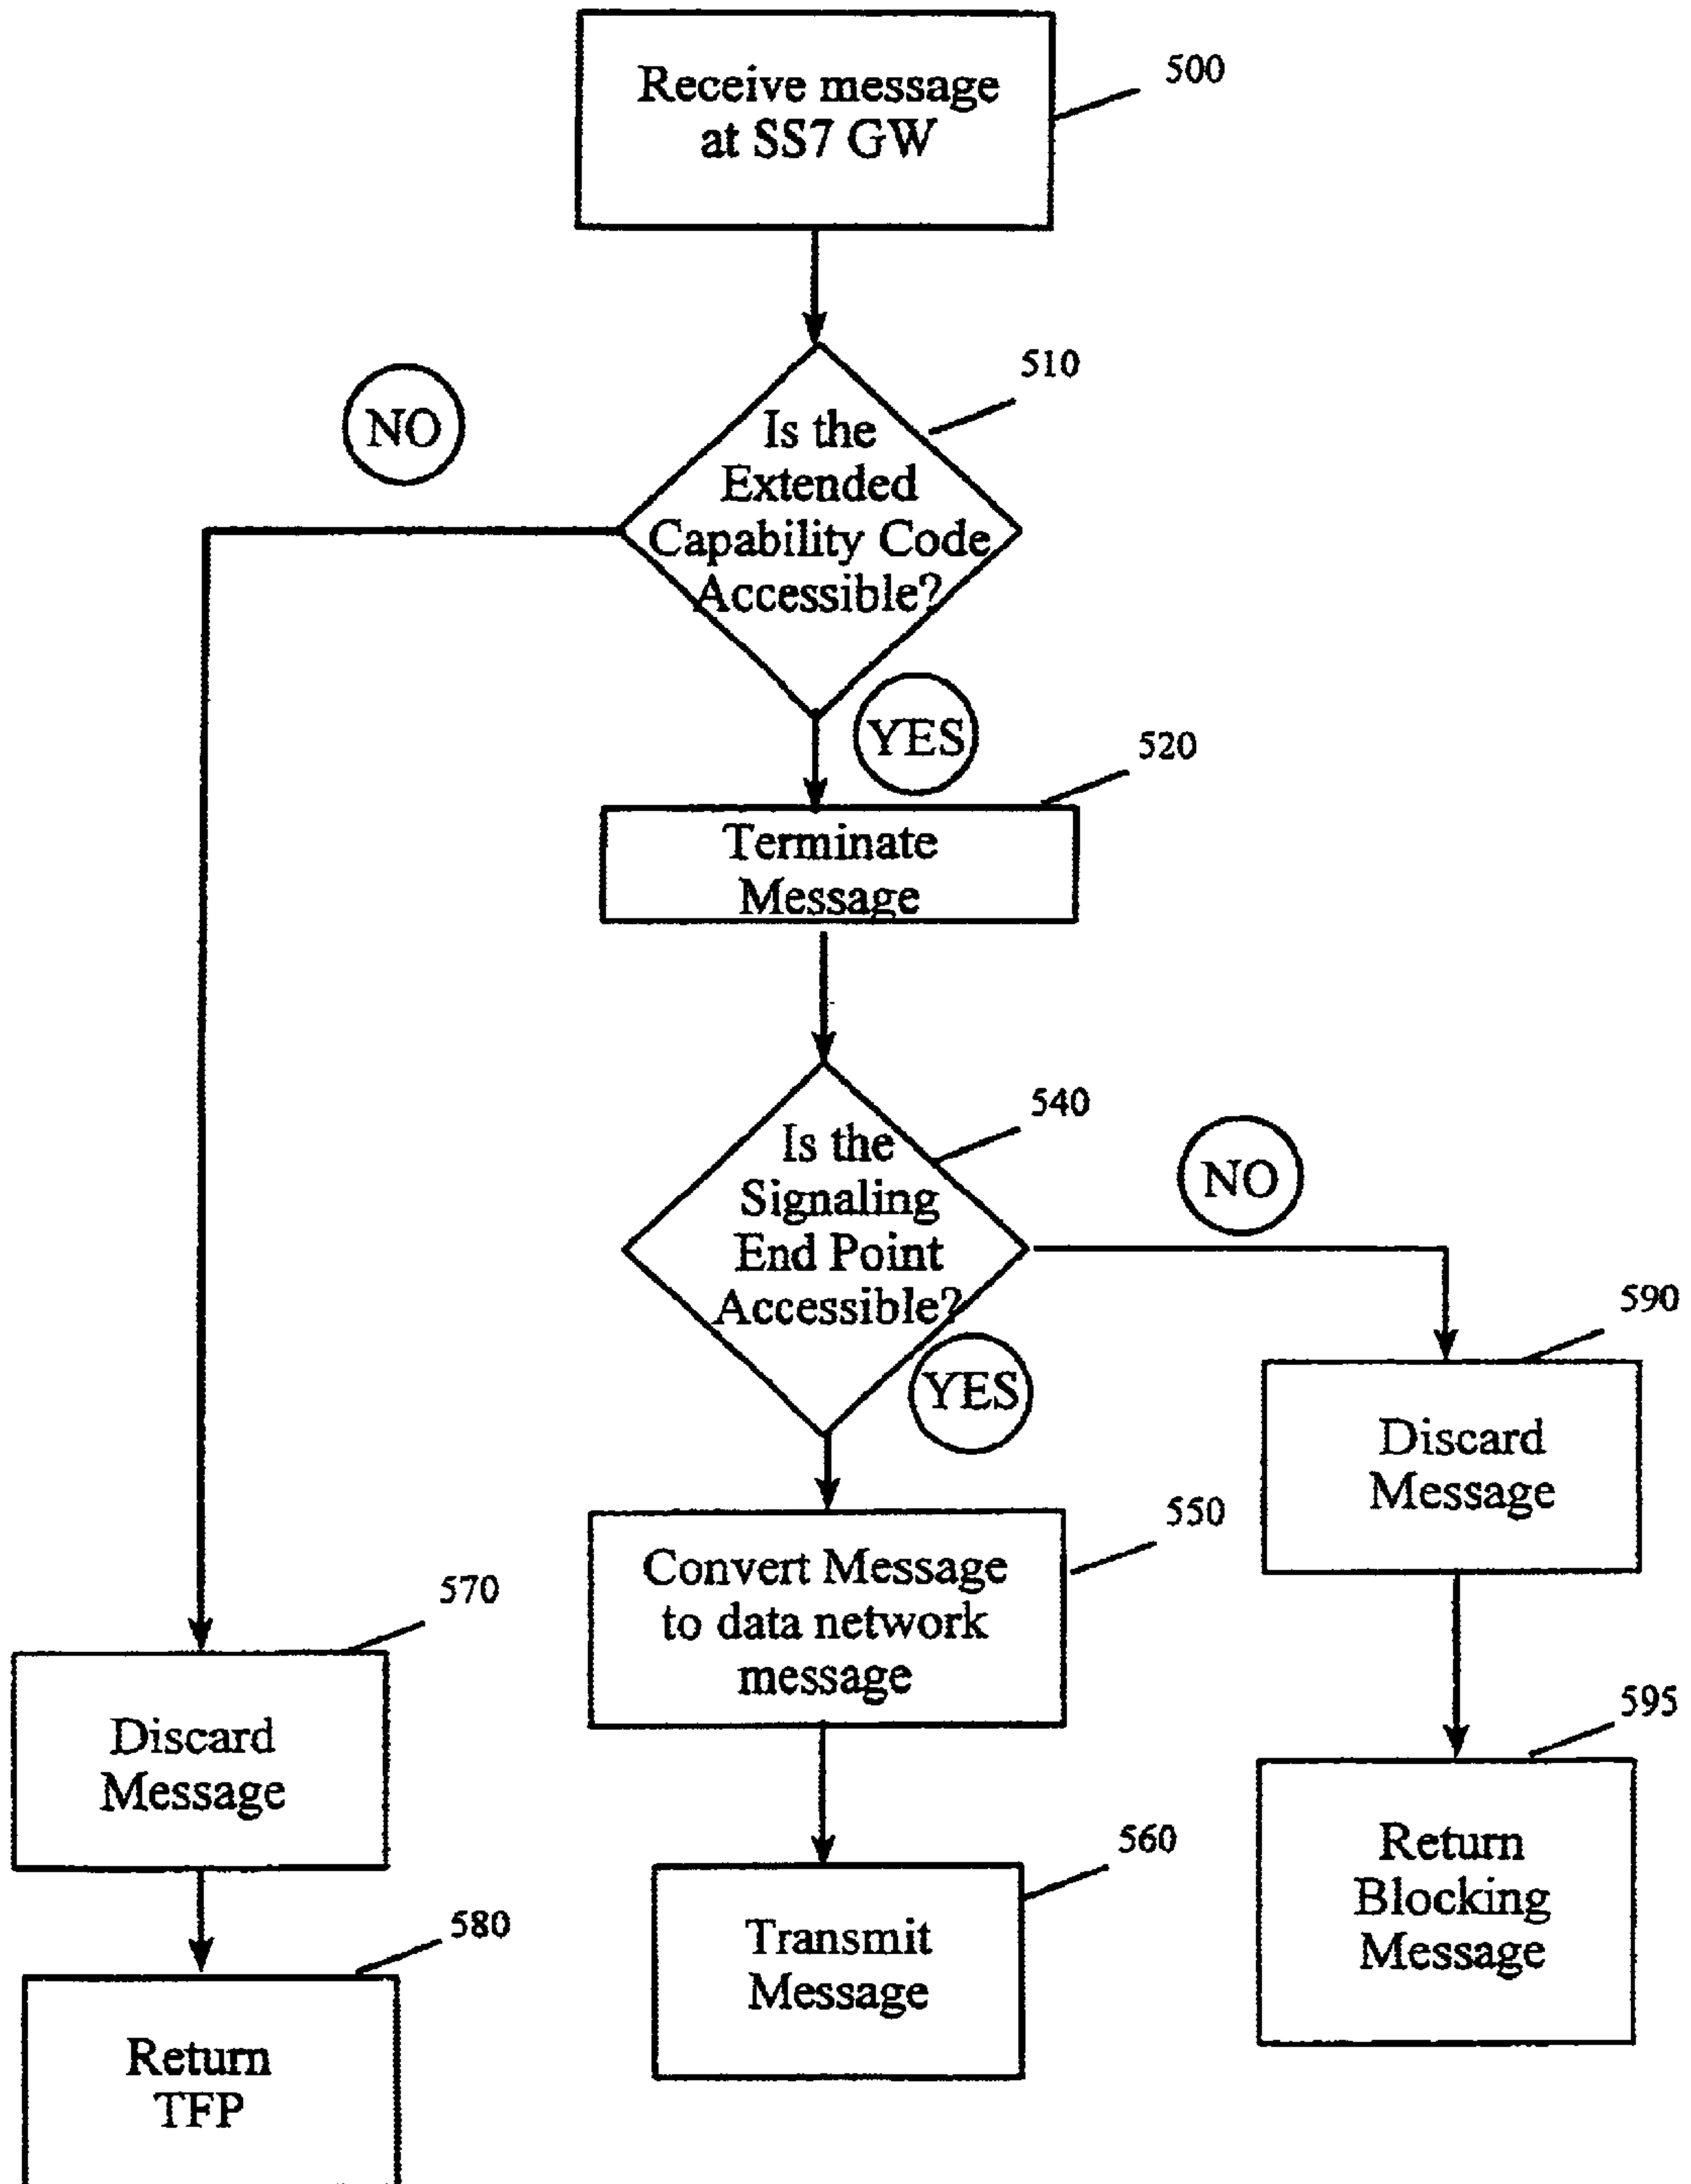 Receive message
at SS7 GW
500
510
NO
Is the
Extended
Capability Code
Accessible?
YES
520
Terminate
Message
540
Is the
Signaling
End Point
Accessible?
NO
YES
590
Discard
Message
550
Convert Message
to data network
message
570
Discard
Message
595
Return
Blocking
Message
560
Transmit
Message
580
Return
TFP